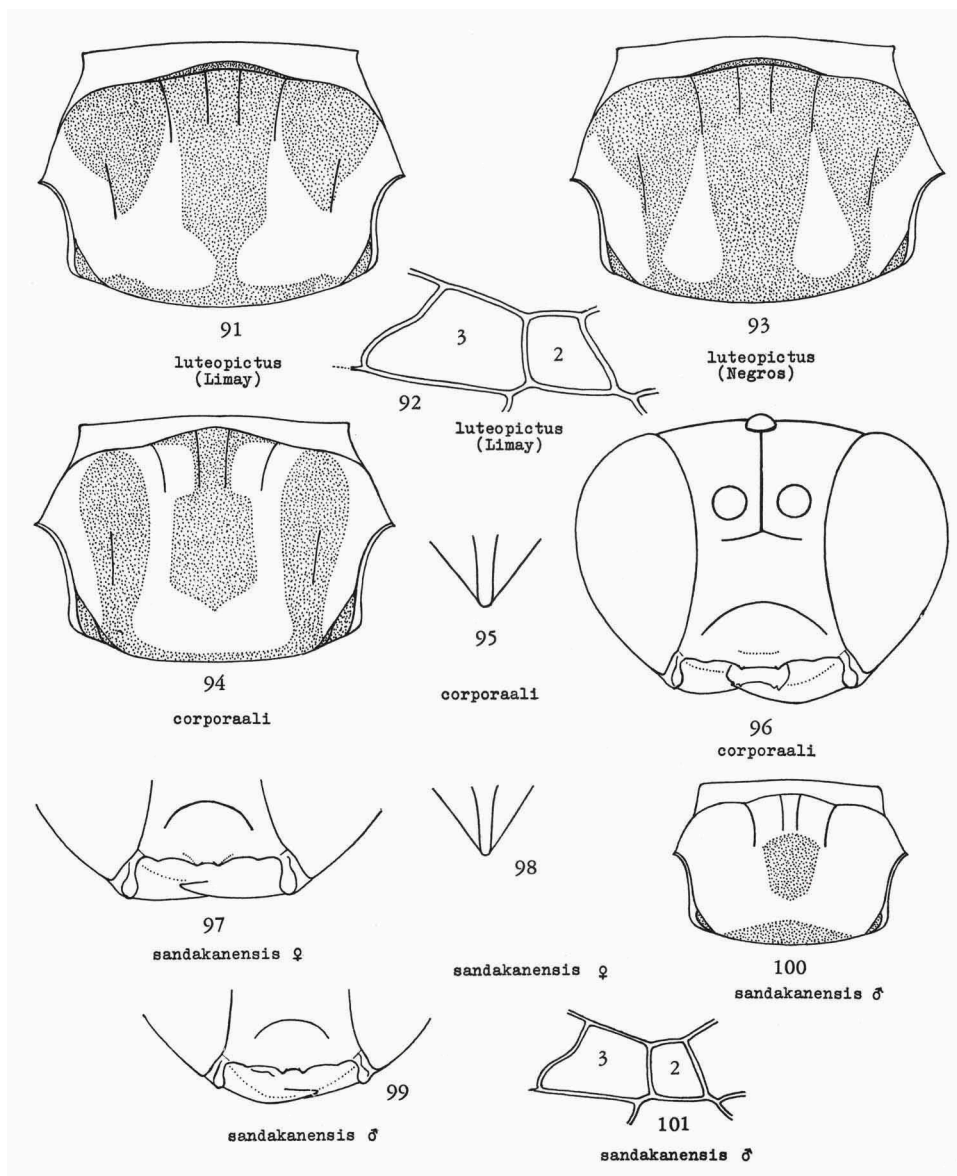 91
luteopictus
(Limay)
93
luteopictus
(Negros)
3
2
92
luteopictus
(Limay)
94
corporaali
95
corporaali
96
corporaali
97
sandakanensis ♀
98
sandakanensis ♀
100
sandakanensis ♂
99
sandakanensis ♂
3
2
101
sandakanensis ♂